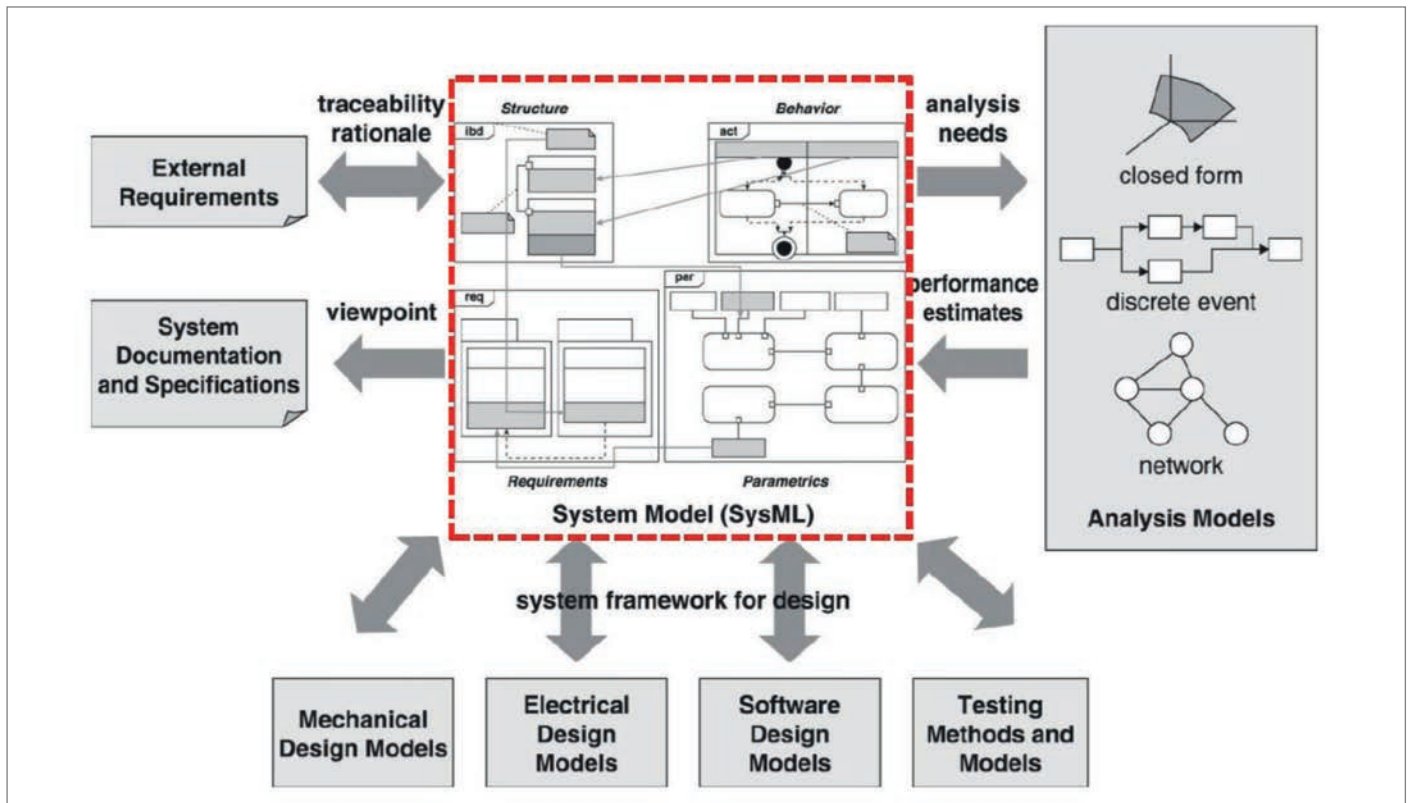 traceability
rationale
External
Requirements
viewpoint
System
Documentation
and Specifications
Structure
ibd
Behavior
act
req
Requirements
par
Parametrics
System Model (SysML)
analysis
needs
performance
estimates
closed form
discrete event
network
Analysis Models
system framework for design
Mechanical
Design Models
Electrical
Design
Models
Software
Design
Models
Testing
Methods and
Models